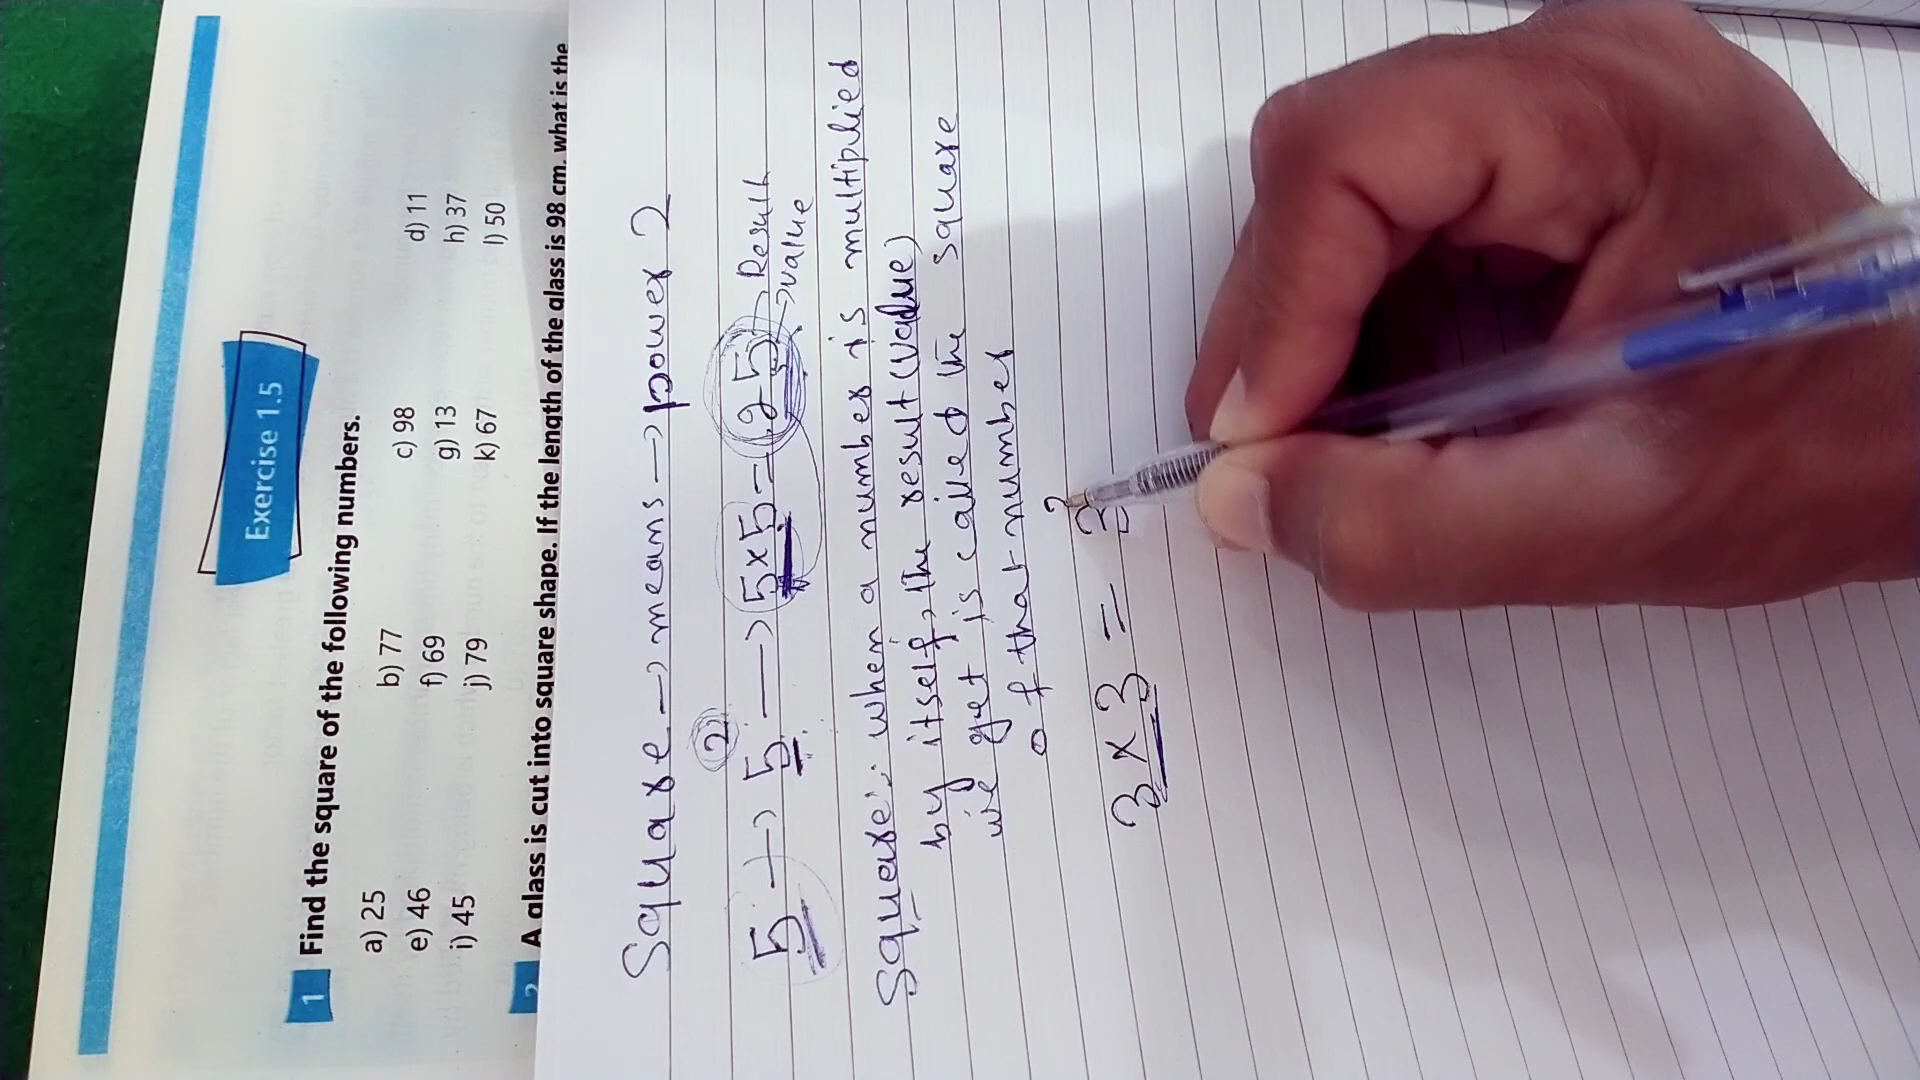 Exercise 1.5
1 Find the square of the following numbers.
a) 25 b) 77 c) 98 d) 11
e) 46 f) 69 g) 13 h) 37
i) 45 j) 79 k) 67 l) 50
2 A glass is cut into square shape. If the length of the glass is 98 cm, what is the
Square → means → power 2
5 → 5² → 5×5 = 25 → Result
→ value
Square:- when a number is multiplied
by itself, the result (value)
we get is called the square
of that number
3 × 3 = 3²